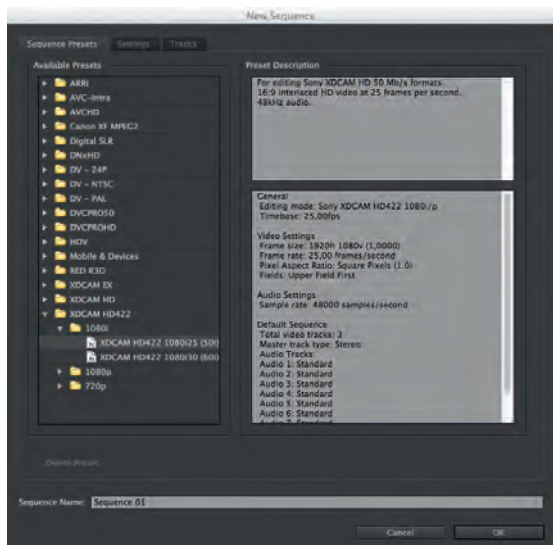 New Sequence
Sequence Presets Settings Tracks
Available Presets
ARRI
AVC-Intra
AVCHD
Canon XF MPEG2
Digital SLR
DNxHD
DV - 24P
DV - NTSC
DV - PAL
DVCPRO50
DVCPROHD
HDV
Mobile & Devices
RED R3D
XDCAM EX
XDCAM HD
XDCAM HD422
1080i
XDCAM HD422 1080i25 (50i)
XDCAM HD422 1080i30 (60i)
1080p
720p
Delete Preset
Preset Description
For editing Sony XDCAM HD 50 Mb/s formats.
16:9 interlaced HD video at 25 frames per second.
48kHz audio.
General
Editing mode: Sony XDCAM HD422 1080i/p
Timebase: 25,00fps
Video Settings
Frame size: 1920h 1080v (1,0000)
Frame rate: 25,00 frames/second
Pixel Aspect Ratio: Square Pixels (1.0)
Fields: Upper Field First
Audio Settings
Sample rate: 48000 samples/second
Default Sequence
Total video tracks: 3
Master track type: Stereo
Audio Tracks:
Audio 1: Standard
Audio 2: Standard
Audio 3: Standard
Audio 4: Standard
Audio 5: Standard
Audio 6: Standard
Audio 7: Standard
Sequence Name: Sequence 01
Cancel OK